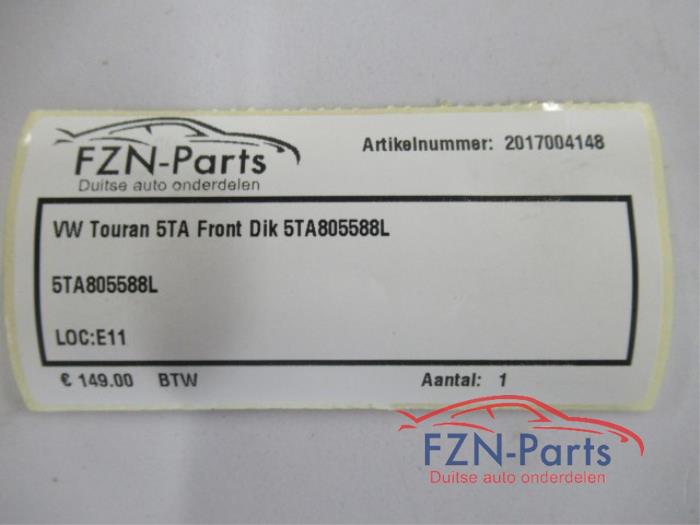 FZN-Parts
Duitse auto onderdelen
Artikelnummer: 2017004148
VW Touran 5TA Front Dik 5TA805588L
5TA805588L
LOC:E11
€ 149.00 BTW
Aantal: 1
FZN-Parts
Duitse auto onderdelen